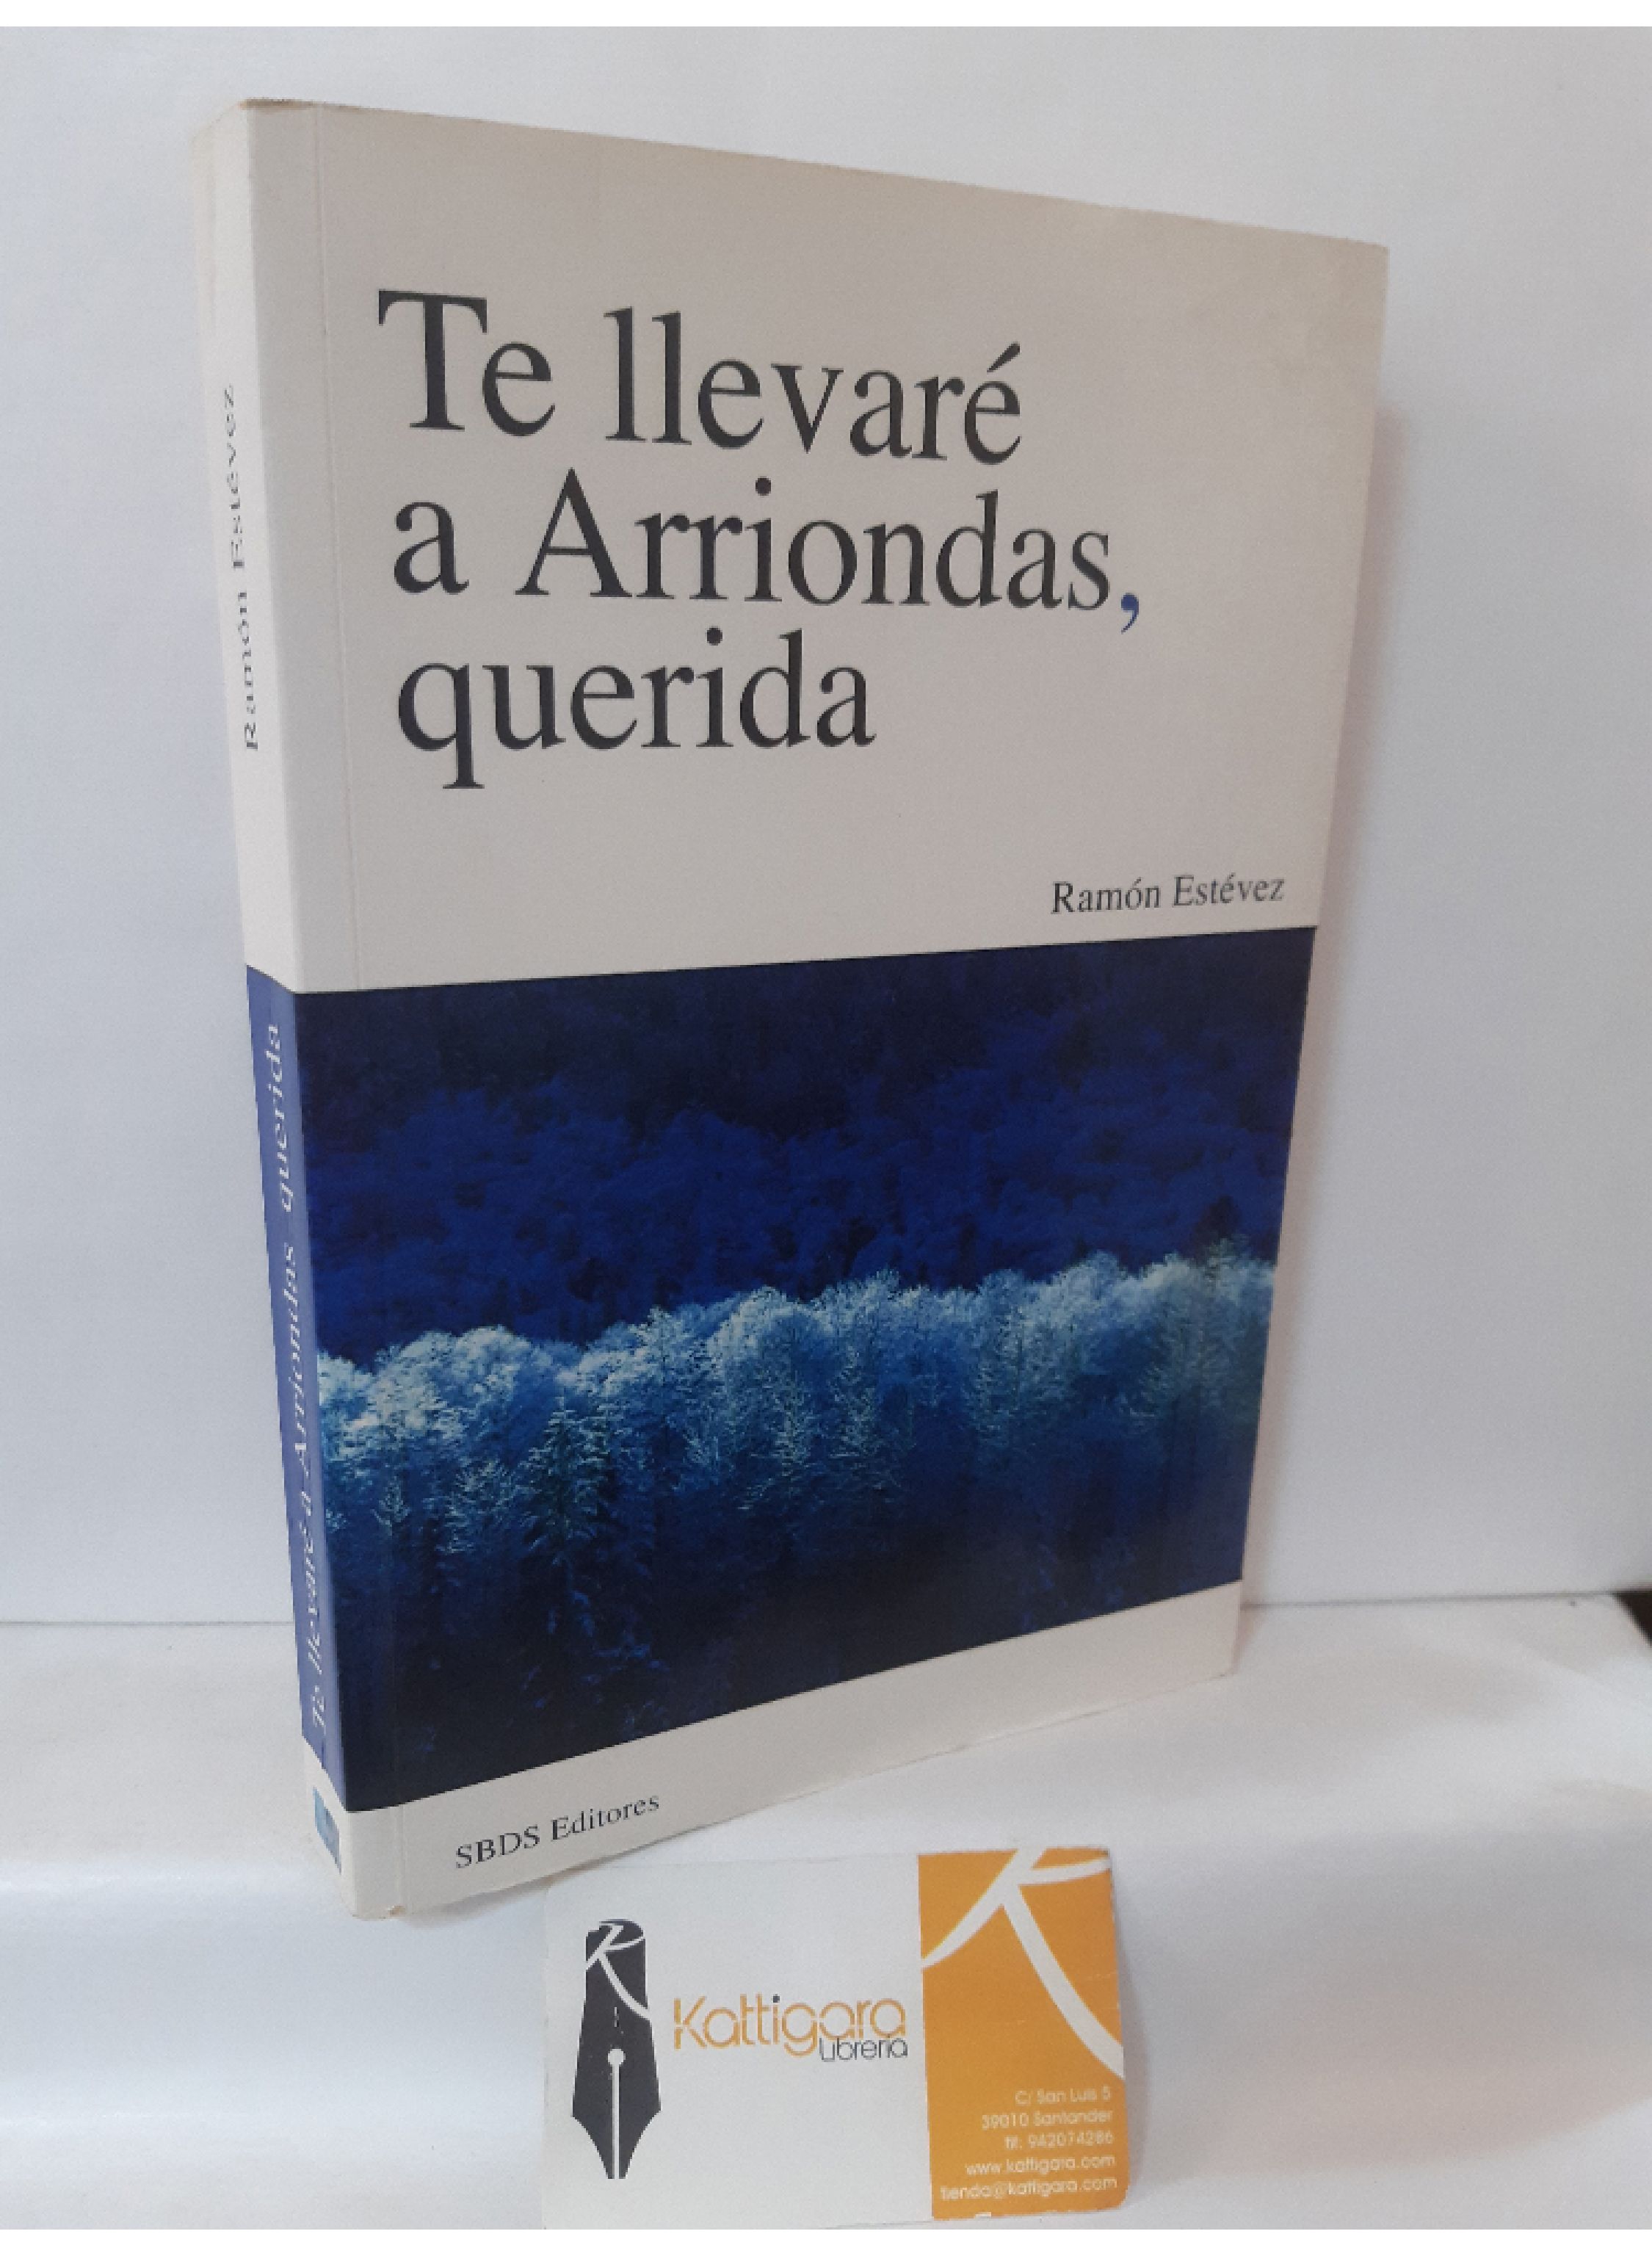 Te llevaré
a Arriondas,
querida
Ramón Estévez
SBDS Editores
Ramón Estévez
Te llevaré a Arriondas querida
Kattigara
Librería
C/ San Luis 5
39010 Santander
tlf: 942074286
www.kattigara.com
tienda@kattigara.com